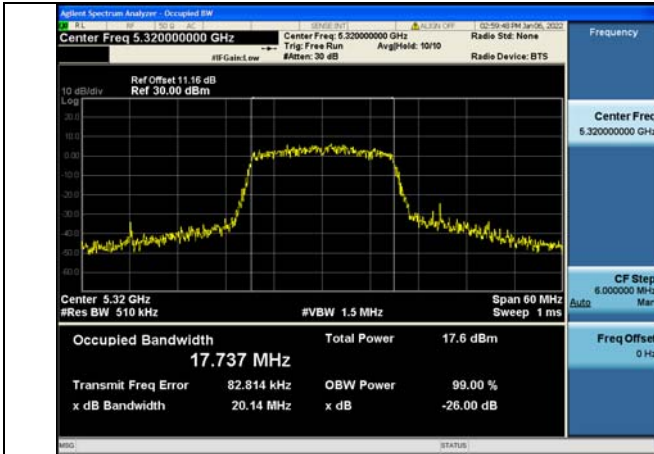 Agilent Spectrum Analyzer - Occupied BW
RL RF 50 Ω AC SENSE:INT ALIGN OFF 02:59:48 PM Jan 06, 2022
Center Freq 5.320000000 GHz
Center Freq: 5.320000000 GHz
Radio Std: None
Trig: Free Run Avg|Hold: 10/10
#IFGain:Low #Atten: 30 dB Radio Device: BTS
Ref Offset 11.16 dB
10 dB/div Ref 30.00 dBm
Log
20.0
10.0
0.00
-10.0
-20.0
-30.0
-40.0
-50.0
-60.0
Center 5.32 GHz Span 60 MHz
#Res BW 510 kHz #VBW 1.5 MHz Sweep 1 ms
Occupied Bandwidth Total Power 17.6 dBm
17.737 MHz
Transmit Freq Error 82.814 kHz OBW Power 99.00 %
x dB Bandwidth 20.14 MHz x dB -26.00 dB
MSG STATUS
Frequency
Center Freq
5.320000000 GHz
CF Step
6.000000 MHz
Auto Man
Freq Offset
0 Hz